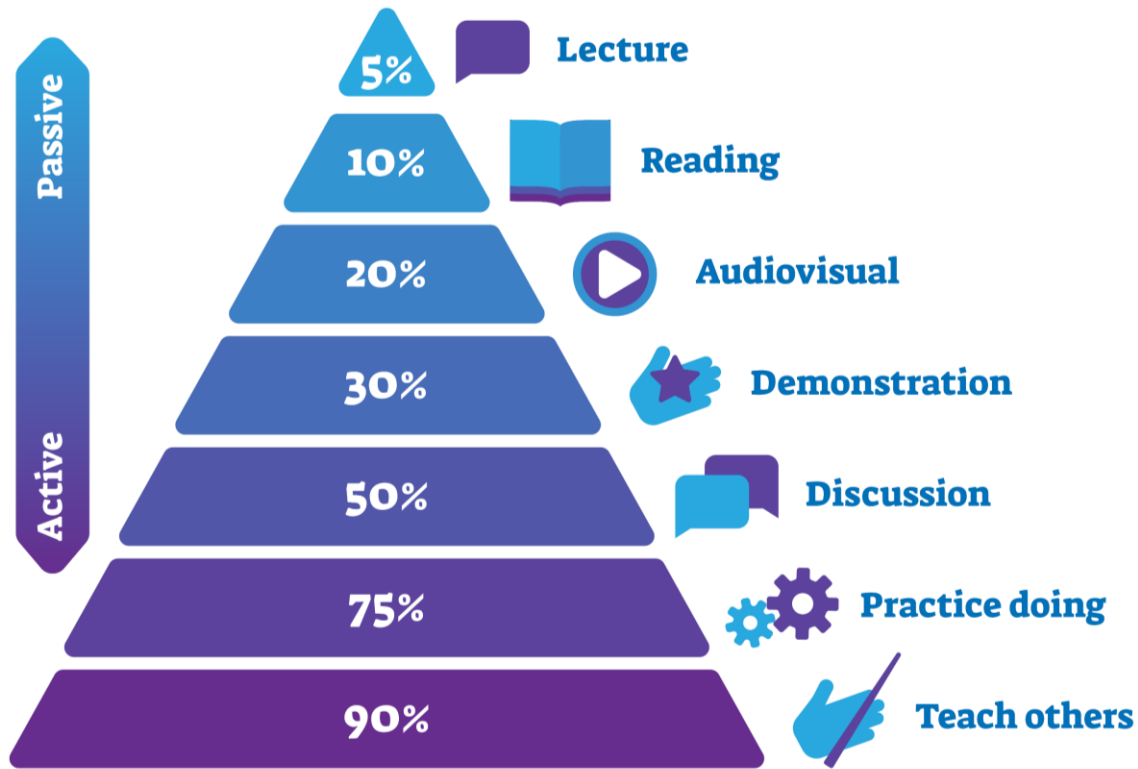 Passive
Active
5%
Lecture
10%
Reading
20%
Audiovisual
30%
Demonstration
50%
Discussion
75%
Practice doing
90%
Teach others